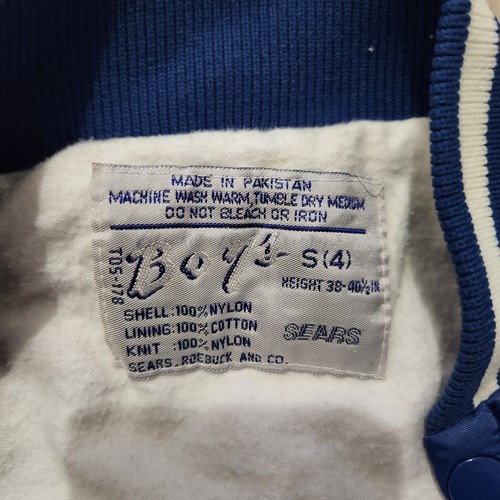 MADE IN PAKISTAN
MACHINE WASH WARM, TUMBLE DRY MEDIUM
DO NOT BLEACH OR IRON
T05-178
Boys S(4)
HEIGHT 38-40½ IN
SHELL :100% NYLON
LINING:100% COTTON
KNIT :100% NYLON
SEARS
SEARS, ROEBUCK AND CO.